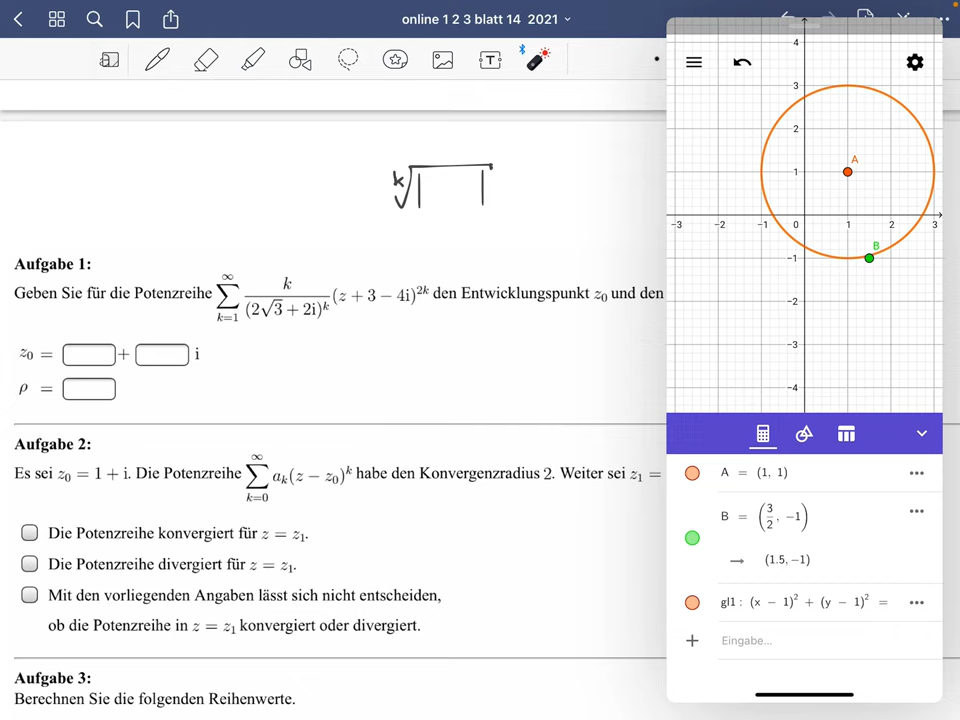 online 1 2 3 blatt 14 2021
k√| |
Aufgabe 1:
Geben Sie für die Potenzreihe ∑_{k=1}^{∞} k/(2√3 + 2i)^k (z + 3 − 4i)^{2k} den Entwicklungspunkt z₀ und den
z₀ = + i
ρ =
Aufgabe 2:
Es sei z₀ = 1 + i. Die Potenzreihe ∑_{k=0}^{∞} a_k(z − z₀)^k habe den Konvergenzradius 2. Weiter sei z₁ =
Die Potenzreihe konvergiert für z = z₁.
Die Potenzreihe divergiert für z = z₁.
Mit den vorliegenden Angaben lässt sich nicht entscheiden,
ob die Potenzreihe in z = z₁ konvergiert oder divergiert.
Aufgabe 3:
Berechnen Sie die folgenden Reihenwerte.
4
3
2
1
A
−3 −2 −1 0 1 2 3
B
−1
−2
−3
−4
A = (1, 1)
B = (3/2, −1)
→ (1.5, −1)
gl1 : (x − 1)² + (y − 1)² =
Eingabe...